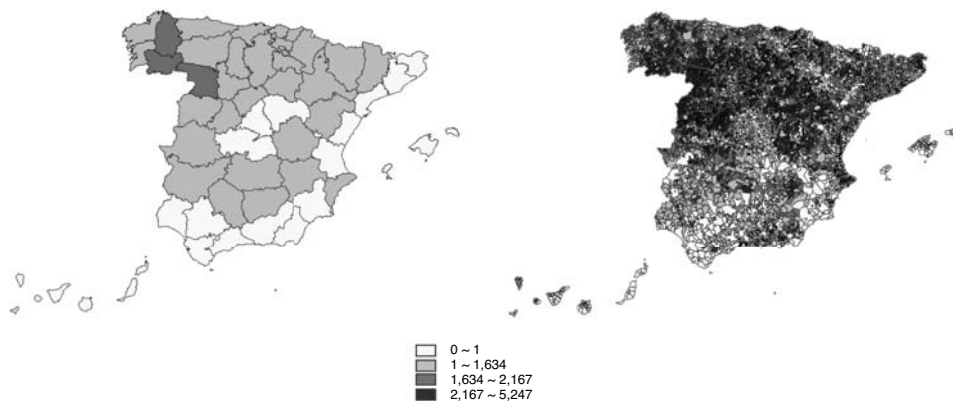 0 ~ 1
1 ~ 1,634
1,634 ~ 2,167
2,167 ~ 5,247